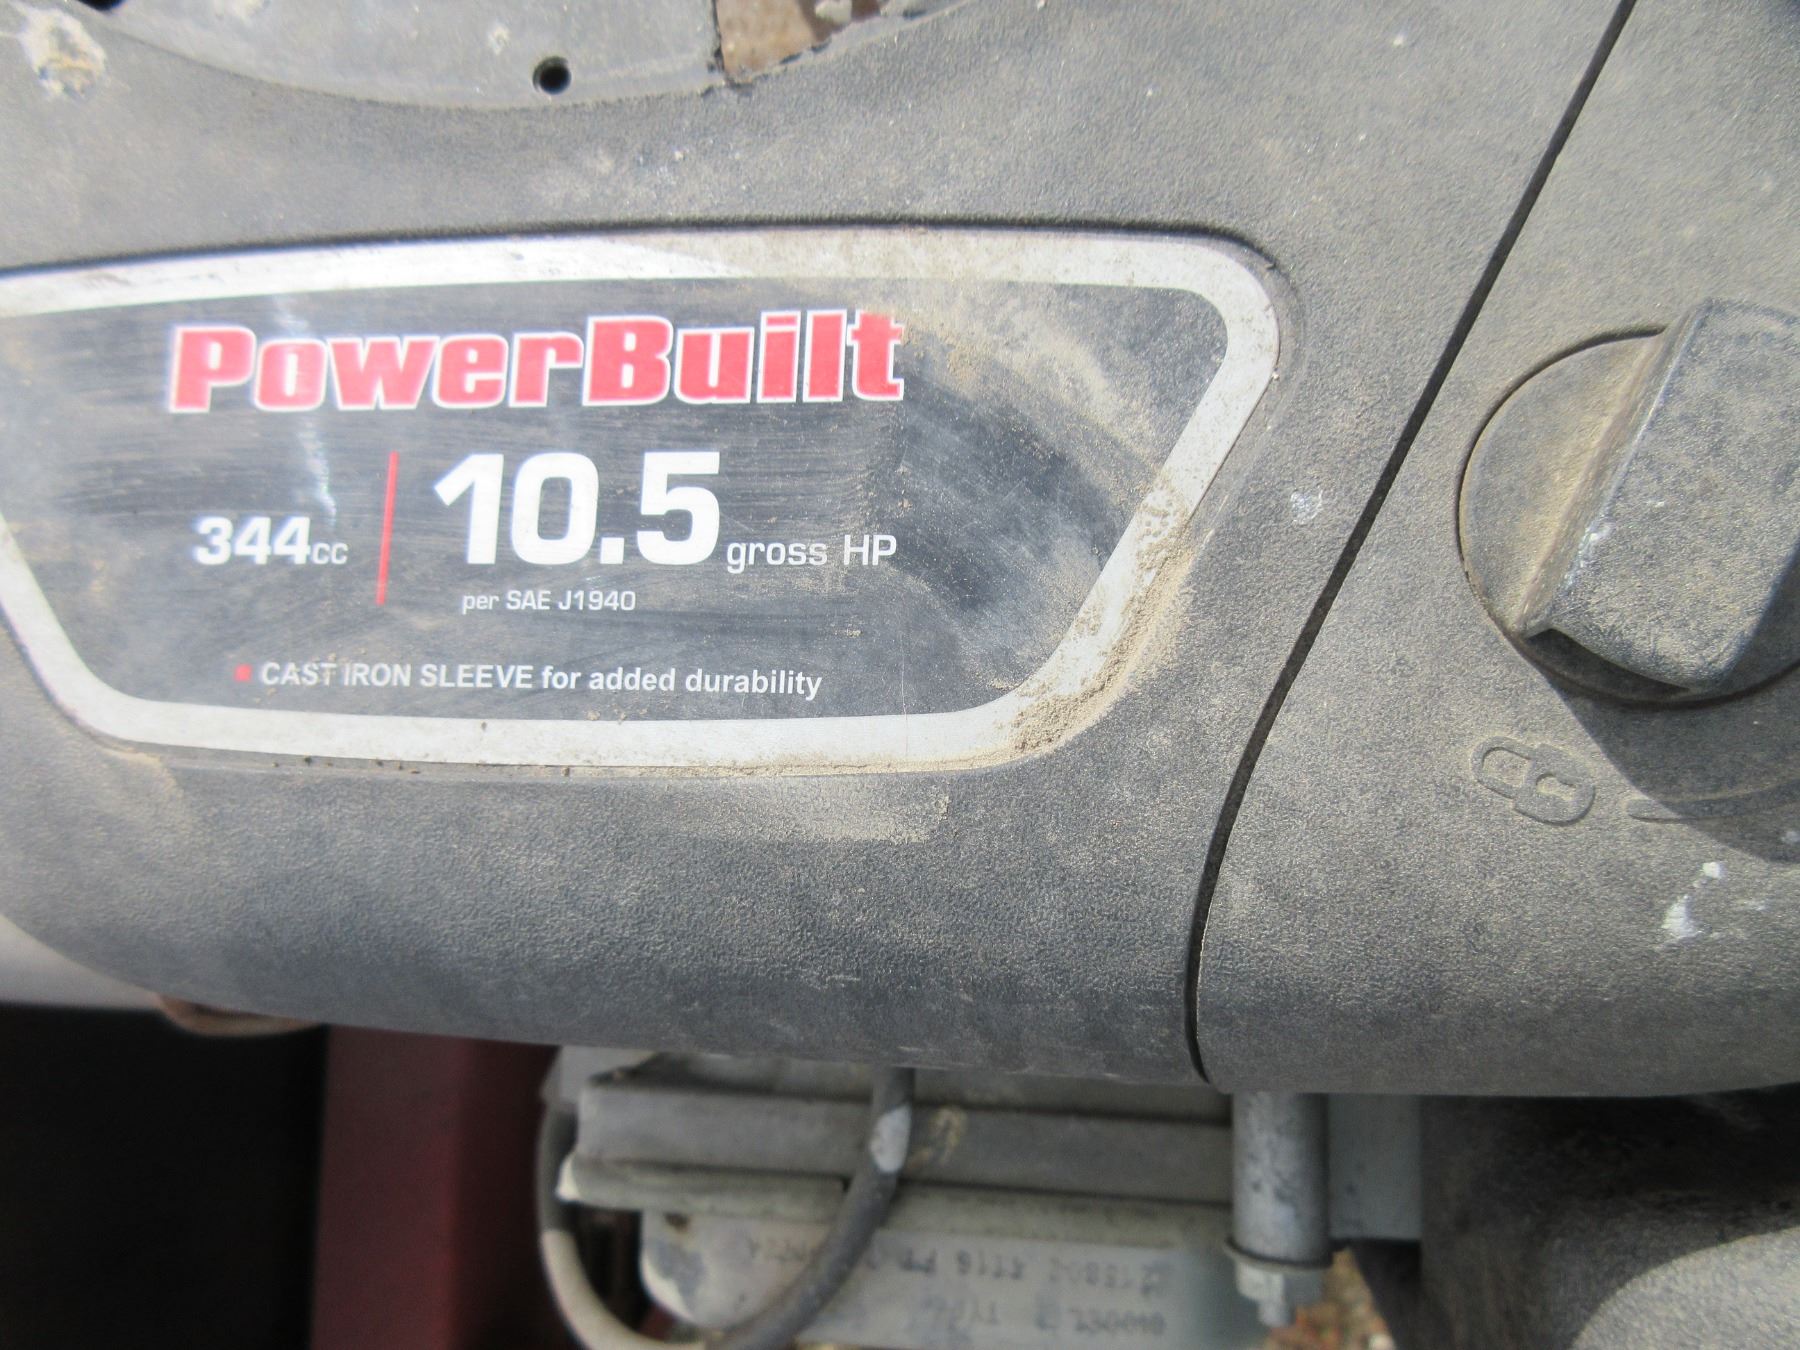 PowerBuilt
344cc
10.5 gross HP
per SAE J1940
CAST IRON SLEEVE for added durability